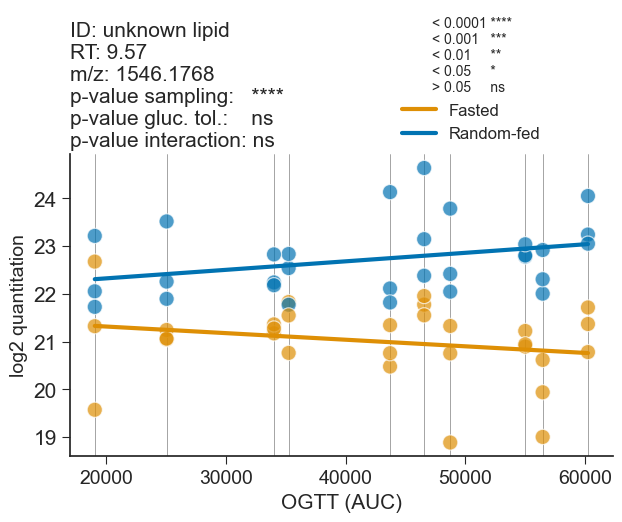 ID: unknown lipid
RT: 9.57
m/z: 1546.1768
p-value sampling: ****
p-value gluc. tol.: ns
p-value interaction: ns
< 0.0001 ****
< 0.001 ***
< 0.01 **
< 0.05 *
> 0.05 ns
Fasted
Random-fed
log2 quantitation
24
23
22
21
20
19
20000 30000 40000 50000 60000
OGTT (AUC)